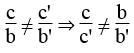 c/b ≠ c'/b' ⇒ c/c' ≠ b/b'